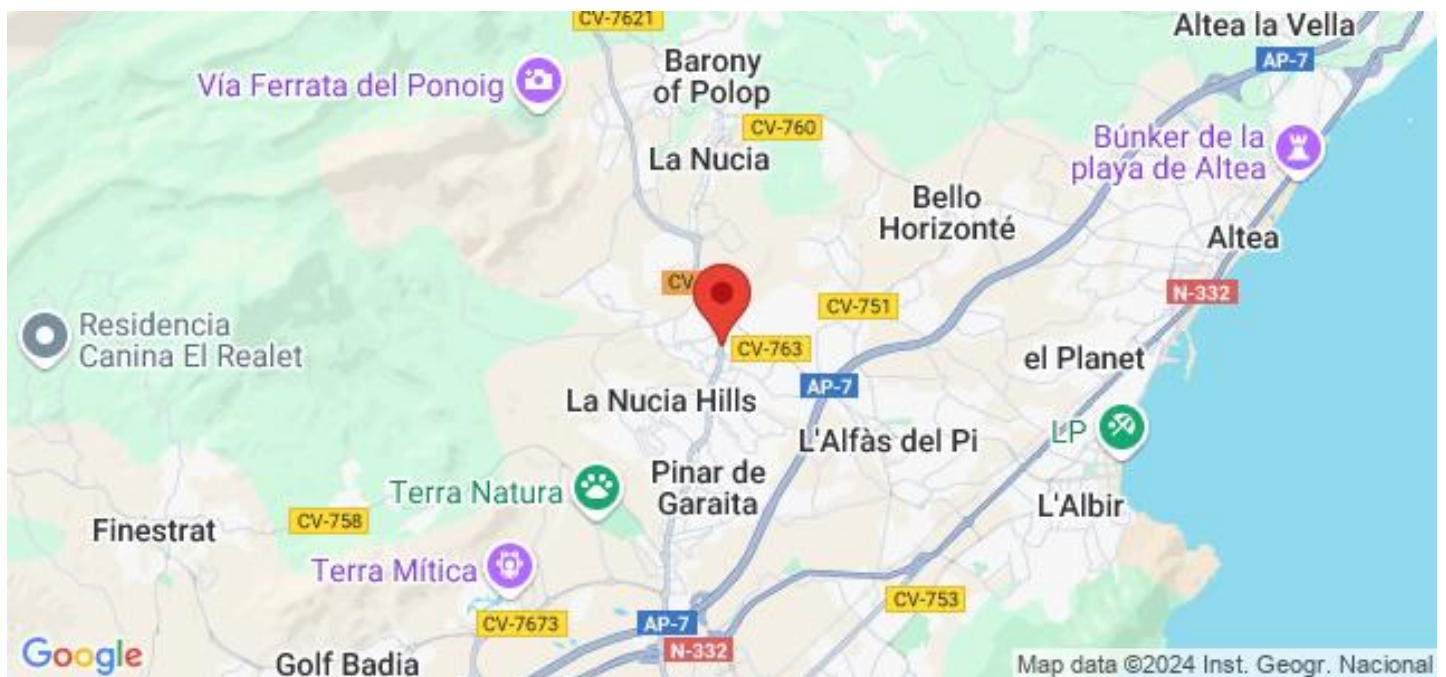 CV-7621
Altea la Vella
AP-7
Barony
of Polop
Vía Ferrata del Ponoig
CV-760
Búnker de la
playa de Altea
La Nucia
Bello
Horizonté
Altea
CV
N-332
CV-751
Residencia
Canina El Realet
CV-763
el Planet
AP-7
La Nucia Hills
LP
L'Alfàs del Pi
Pinar de
Garaita
Terra Natura
L'Albir
CV-758
Finestrat
Terra Mítica
CV-753
CV-7673
AP-7
N-332
Google
Golf Badia
Map data ©2024 Inst. Geogr. Nacional